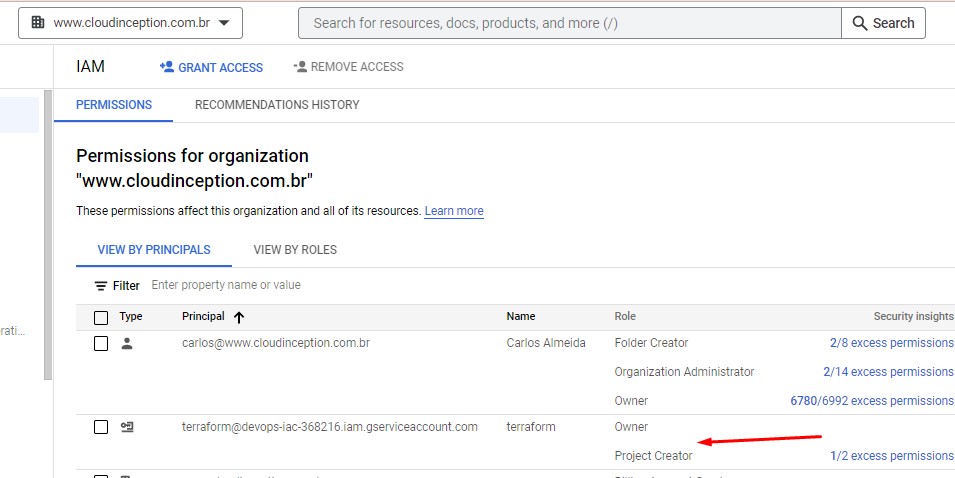 www.cloudinception.com.br
Search for resources, docs, products, and more (/)
Search
IAM
GRANT ACCESS
REMOVE ACCESS
PERMISSIONS
RECOMMENDATIONS HISTORY
Permissions for organization
"www.cloudinception.com.br"
These permissions affect this organization and all of its resources. Learn more
VIEW BY PRINCIPALS
VIEW BY ROLES
Filter Enter property name or value
Type Principal Name Role Security insights
erati...
carlos@www.cloudinception.com.br Carlos Almeida Folder Creator 2/8 excess permissions
Organization Administrator 2/14 excess permissions
Owner 6780/6992 excess permissions
terraform@devops-iac-368216.iam.gserviceaccount.com terraform Owner
Project Creator 1/2 excess permissions